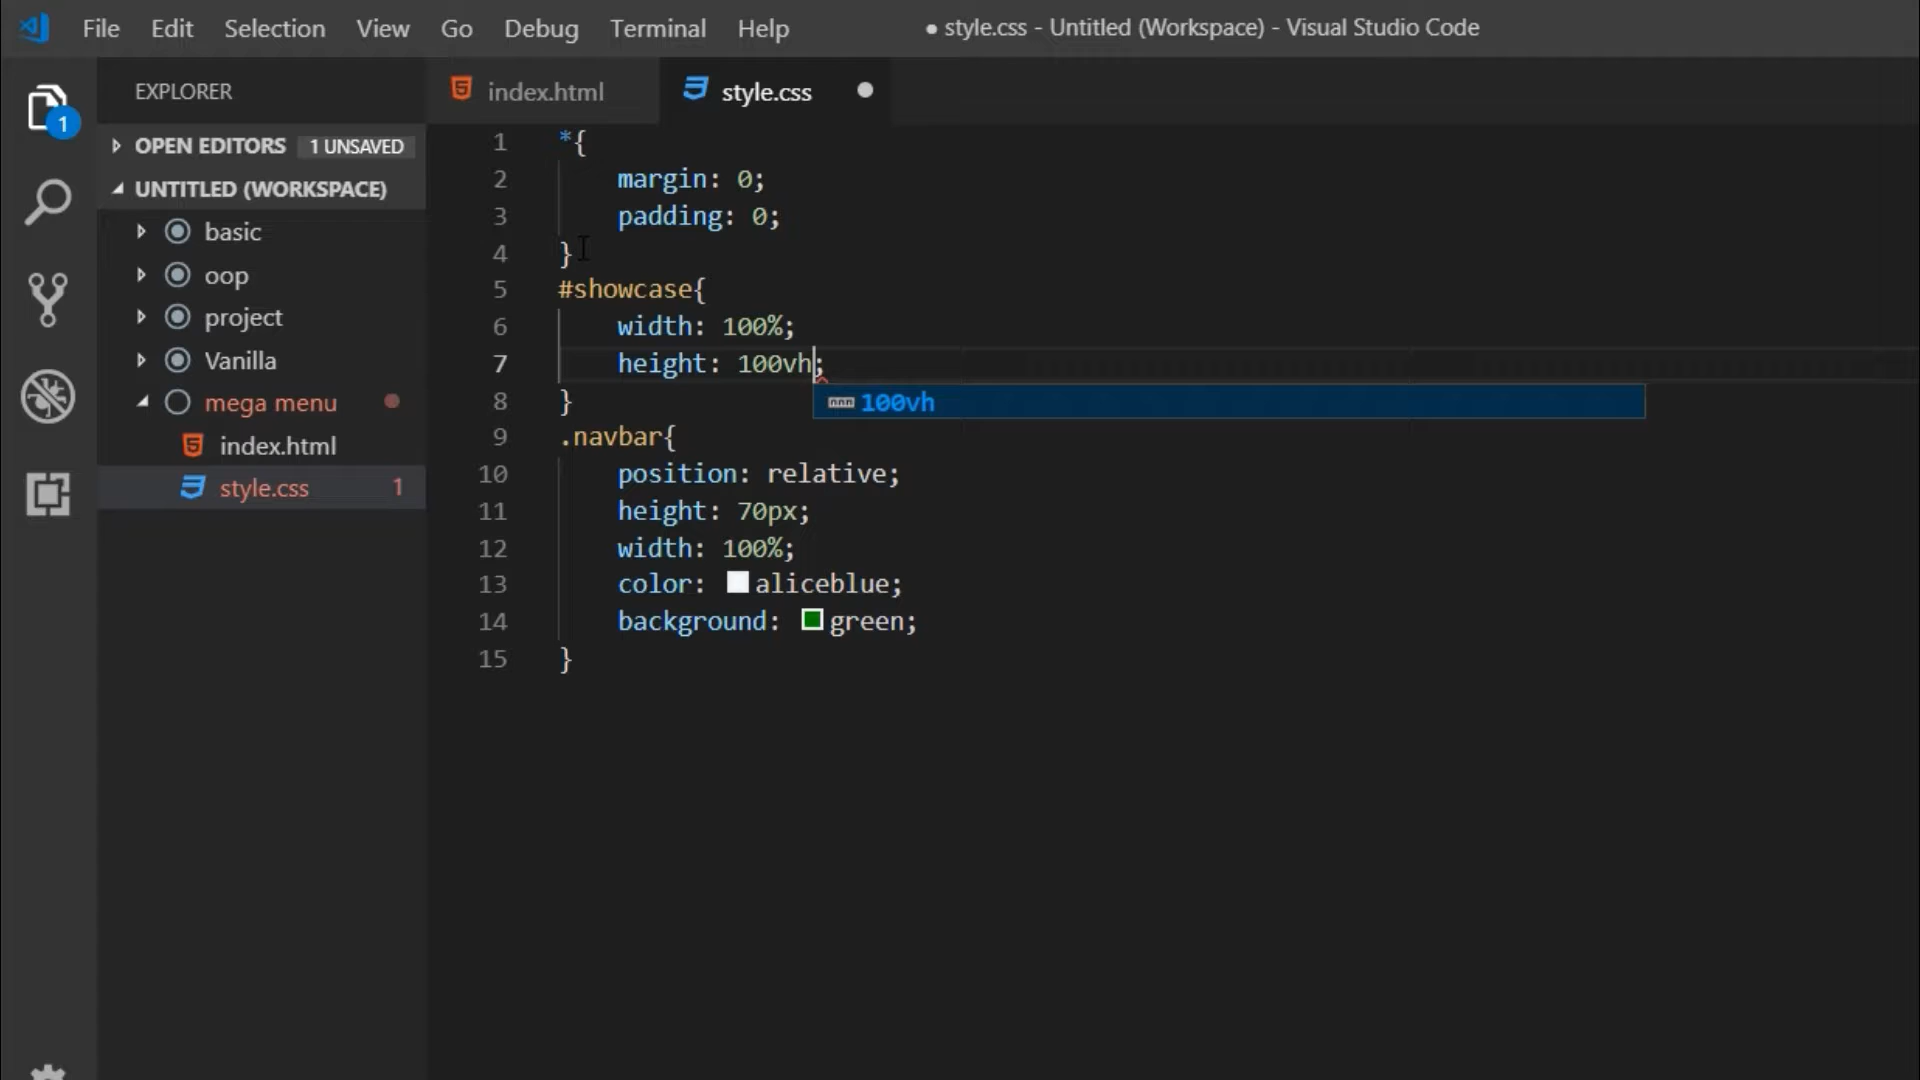 File Edit Selection View Go Debug Terminal Help ● style.css - Untitled (Workspace) - Visual Studio Code
EXPLORER
index.html
style.css
1
OPEN EDITORS 1 UNSAVED
UNTITLED (WORKSPACE)
basic
oop
project
Vanilla
mega menu
index.html
style.css 1
1 *{
2 margin: 0;
3 padding: 0;
4 }
5 #showcase{
6 width: 100%;
7 height: 100vh;
100vh
8 }
9 .navbar{
10 position: relative;
11 height: 70px;
12 width: 100%;
13 color: aliceblue;
14 background: green;
15 }